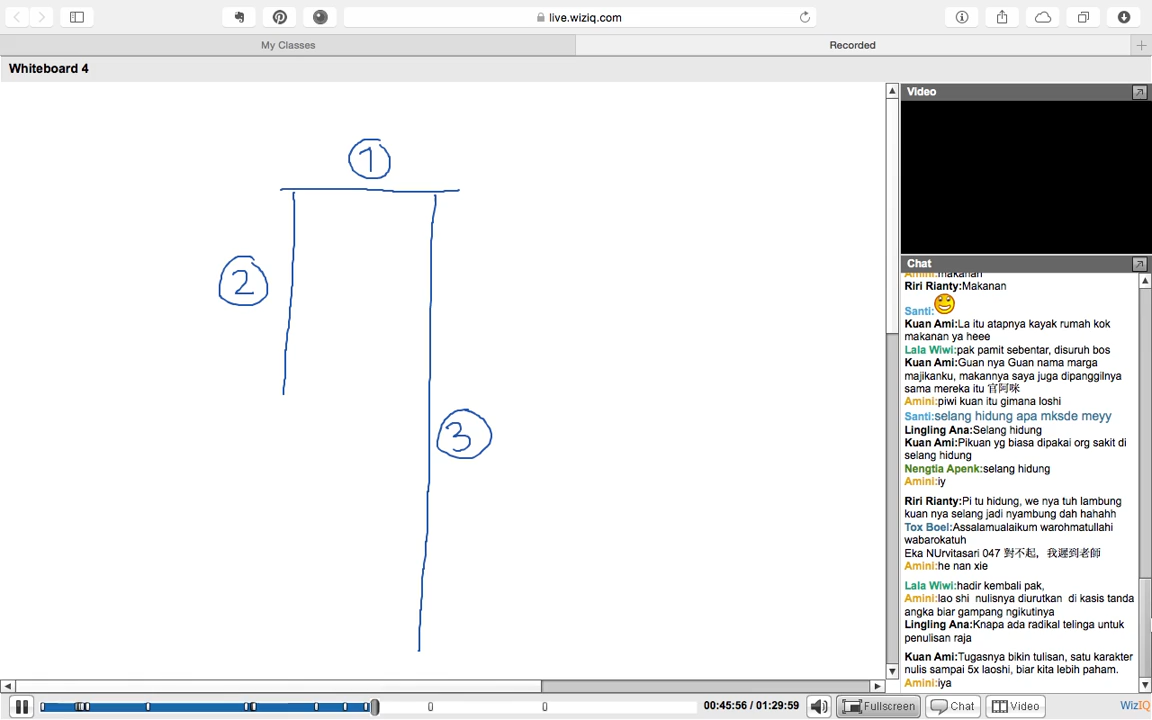 live.wiziq.com
My Classes
Recorded
Whiteboard 4
1
2
3
Video
Chat
Amini:makanan
Riri Rianty:Makanan
Santi:
Kuan Ami:La itu atapnya kayak rumah kok
makanan ya heee
Lala Wiwi:pak pamit sebentar, disuruh bos
Kuan Ami:Guan nya Guan nama marga
majikanku, makannya saya juga dipanggilnya
sama mereka itu 官阿咪
Amini:piwi kuan itu gimana loshi
Santi:selang hidung apa mksde meyy
Lingling Ana:Selang hidung
Kuan Ami:Pikuan yg biasa dipakai org sakit di
selang hidung
Nengtia Apenk:selang hidung
Amini:iy
Riri Rianty:Pi tu hidung, we nya tuh lambung
kuan nya selang jadi nyambung dah hahahh
Tox Boel:Assalamualaikum warohmatullahi
wabarokatuh
Eka NUrvitasari 047 對不起，我遲到老師
Amini:he nan xie
Lala Wiwi:hadir kembali pak,
Amini:lao shi nulisnya diurutkan di kasis tanda
angka biar gampang ngikutinya
Lingling Ana:Knapa ada radikal telinga untuk
penulisan raja
Kuan Ami:Tugasnya bikin tulisan, satu karakter
nulis sampai 5x laoshi, biar kita lebih paham.
Amini:iya
00:45:56 / 01:29:59
Fullscreen
Chat
Video
WizIQ